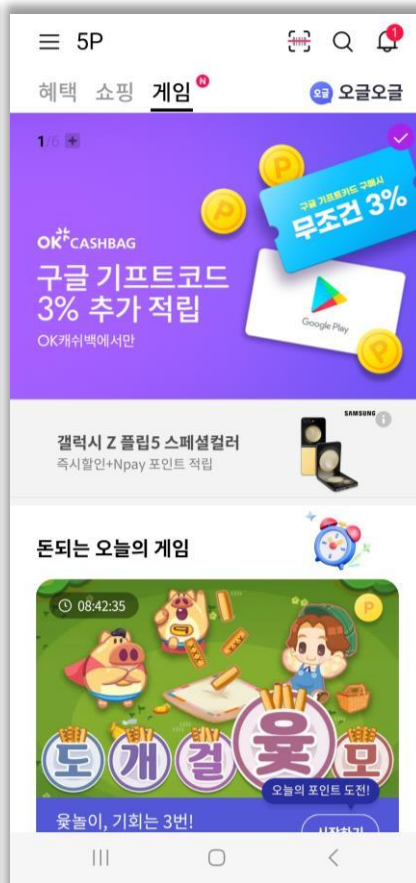 5P
혜택 쇼핑 게임 N
오글 오글오글
1/6 +
구글 기프트카드 구매시
무조건 3%
OK CASHBAG
구글 기프트코드
3% 추가 적립
OK캐쉬백에서만
Google Play
P
P
P
SAMSUNG
갤럭시 Z 플립5 스페셜컬러
즉시할인+Npay 포인트 적립
돈되는 오늘의 게임
08:42:35
P
도 개 걸 윷 모
오늘의 포인트 도전!
윷놀이, 기회는 3번!
시작하기